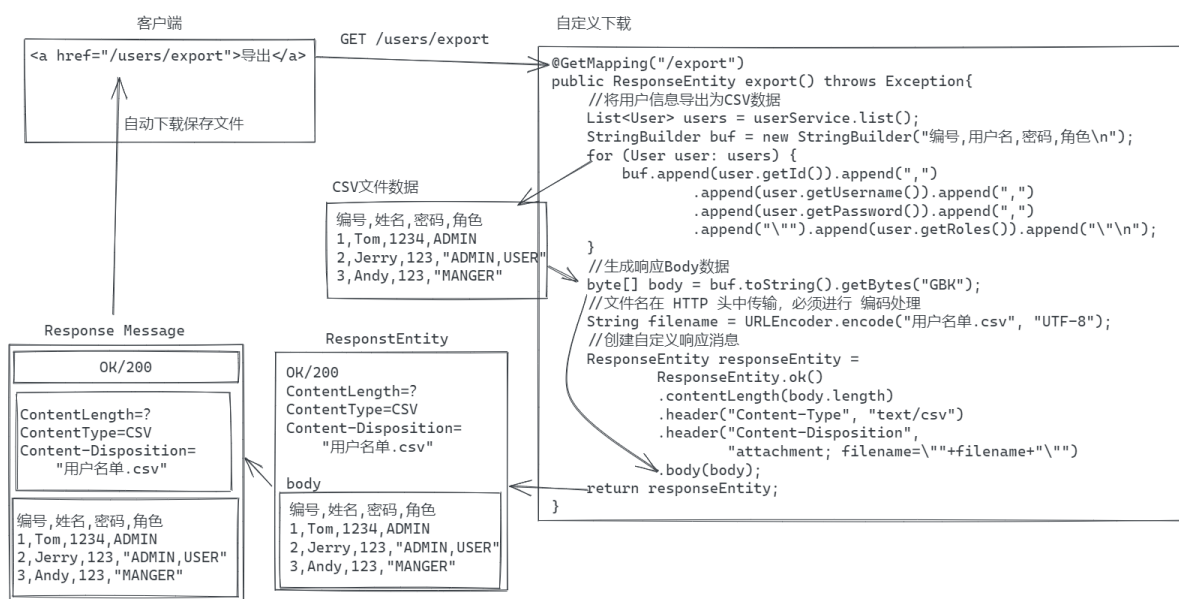 客户端
<a href="/users/export">导出</a>
自动下载保存文件
GET /users/export
自定义下载
@GetMapping("/export")
public ResponseEntity export() throws Exception{
//将用户信息导出为CSV数据
List<User> users = userService.list();
StringBuilder buf = new StringBuilder("编号,用户名,密码,角色\n");
for (User user: users) {
buf.append(user.getId()).append(",")
.append(user.getUsername()).append(",")
.append(user.getPassword()).append(",")
.append("\"").append(user.getRoles()).append("\"\n");
}
//生成响应Body数据
byte[] body = buf.toString().getBytes("GBK");
//文件名在 HTTP 头中传输，必须进行 编码处理
String filename = URLEncoder.encode("用户名单.csv", "UTF-8");
//创建自定义响应消息
ResponseEntity responseEntity =
ResponseEntity.ok()
.contentLength(body.length)
.header("Content-Type", "text/csv")
.header("Content-Disposition",
"attachment; filename=\""+filename+"\"")
.body(body);
return responseEntity;
}
CSV文件数据
编号,姓名,密码,角色
1,Tom,1234,ADMIN
2,Jerry,123,"ADMIN,USER"
3,Andy,123,"MANGER"
ResponstEntity
OK/200
ContentLength=?
ContentType=CSV
Content-Disposition=
"用户名单.csv"
body
编号,姓名,密码,角色
1,Tom,1234,ADMIN
2,Jerry,123,"ADMIN,USER"
3,Andy,123,"MANGER"
Response Message
OK/200
ContentLength=?
ContentType=CSV
Content-Disposition=
"用户名单.csv"
编号,姓名,密码,角色
1,Tom,1234,ADMIN
2,Jerry,123,"ADMIN,USER"
3,Andy,123,"MANGER"